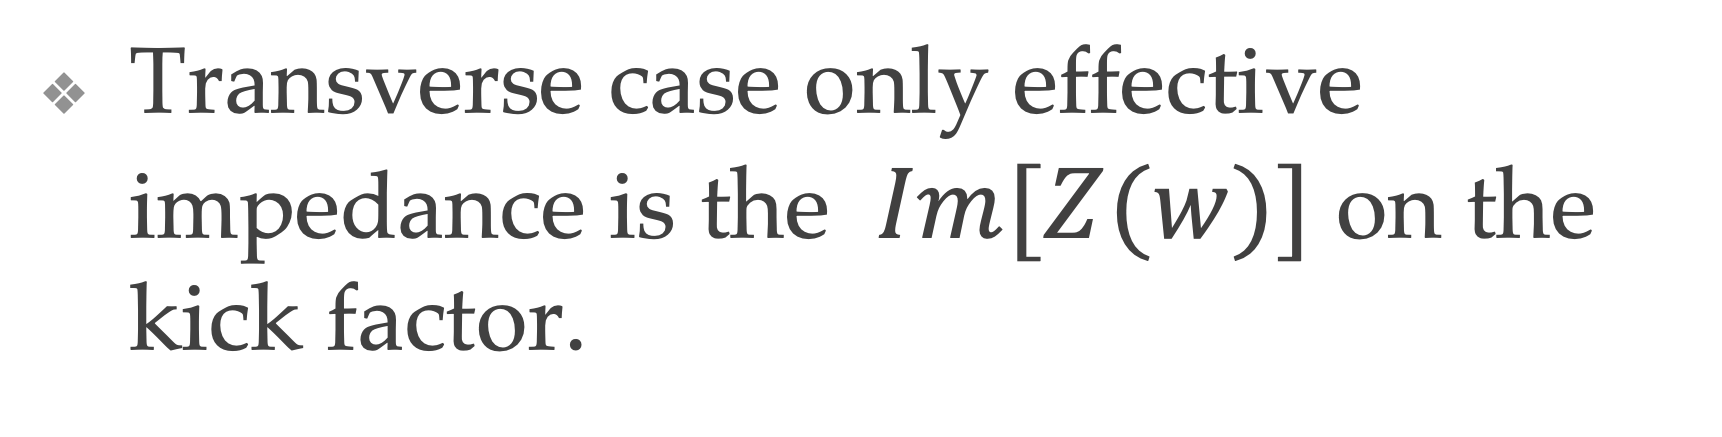 ❖ Transverse case only effective
impedance is the Im[Z(w)] on the
kick factor.